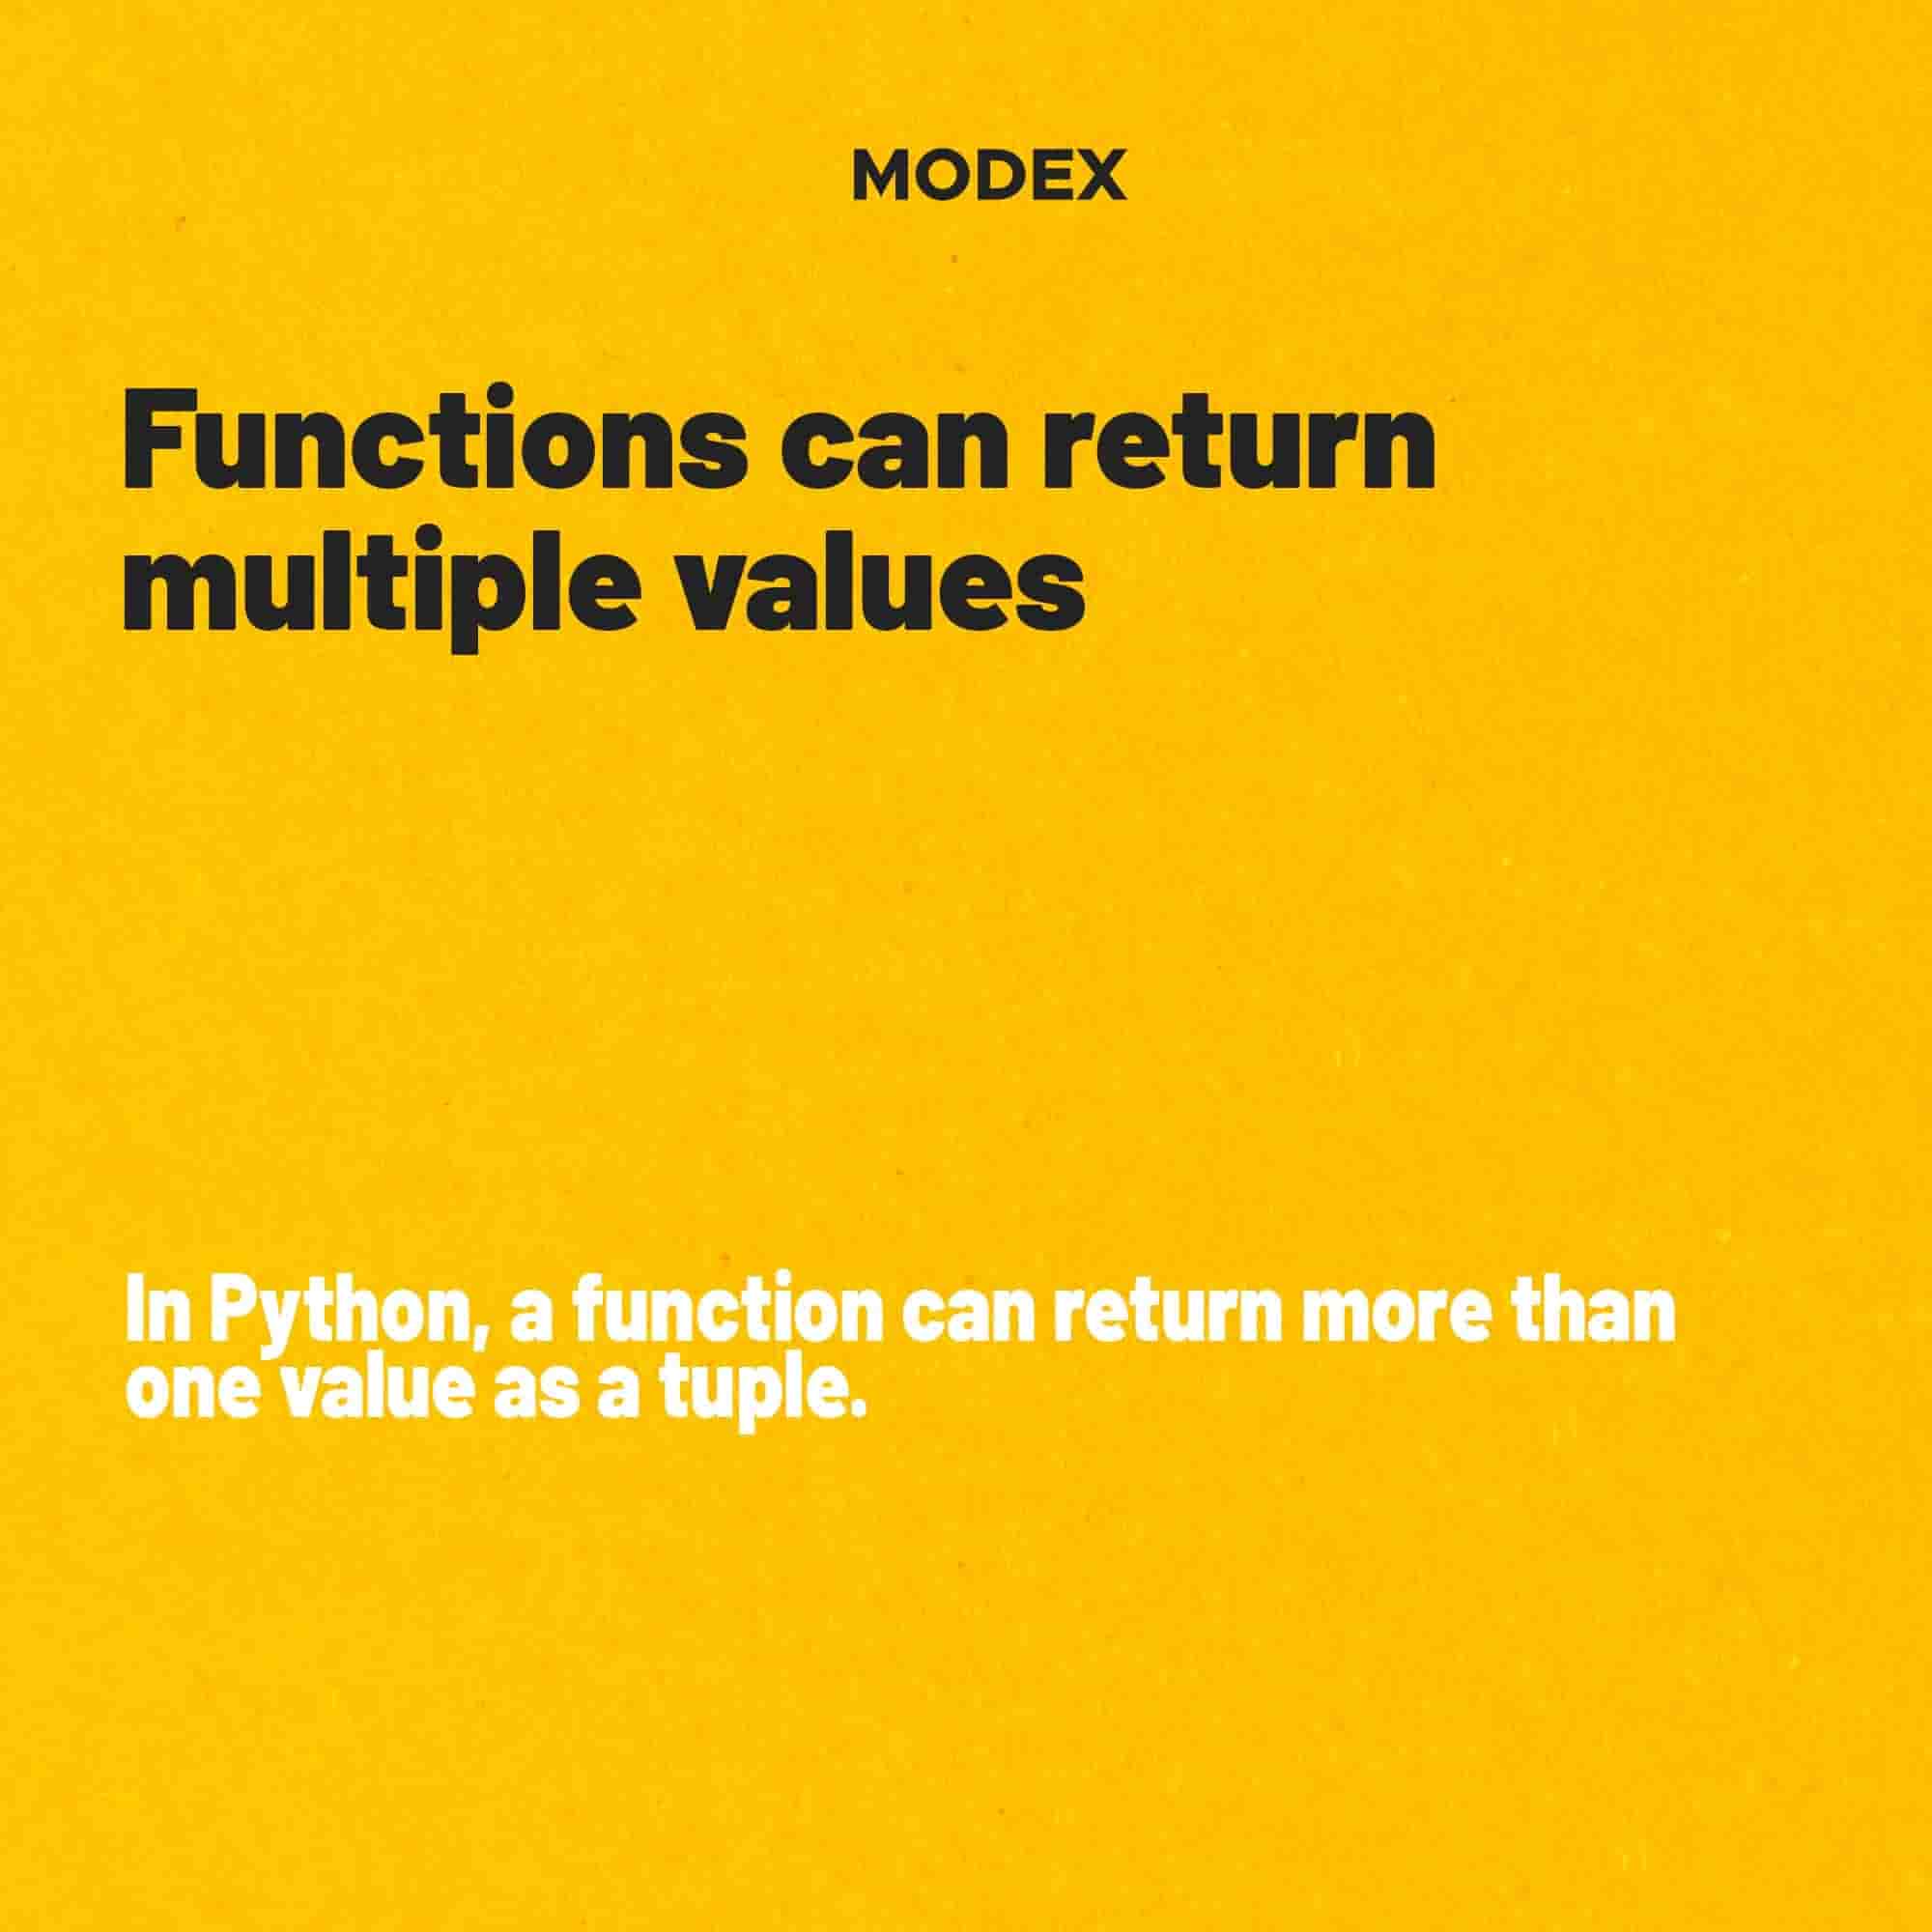 MODEX
Functions can return
multiple values
In Python, a function can return more than
one value as a tuple.